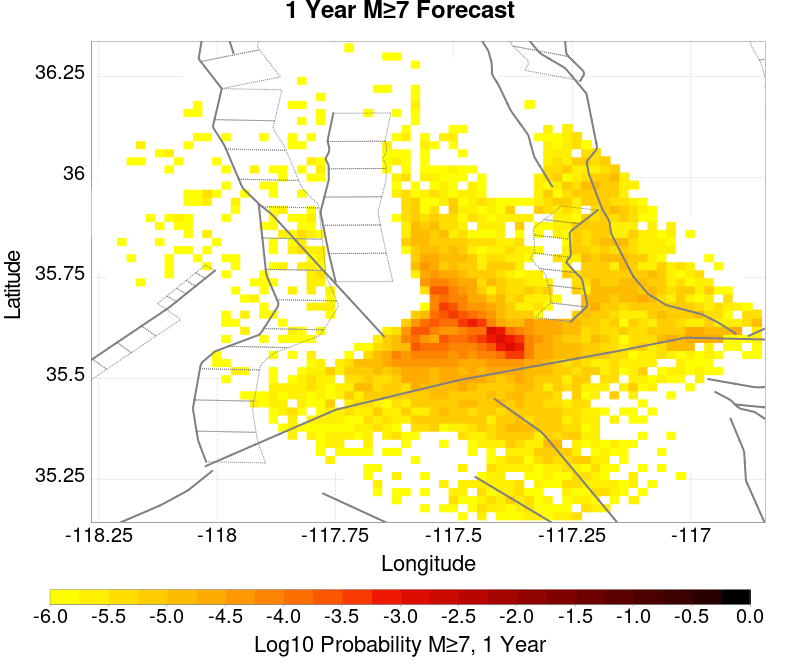 1 Year M≥7 Forecast
36.25
36
35.75
35.5
35.25
Latitude
-118.25 -118 -117.75 -117.5 -117.25 -117
Longitude
-6.0 -5.5 -5.0 -4.5 -4.0 -3.5 -3.0 -2.5 -2.0 -1.5 -1.0 -0.5 0.0
Log10 Probability M≥7, 1 Year